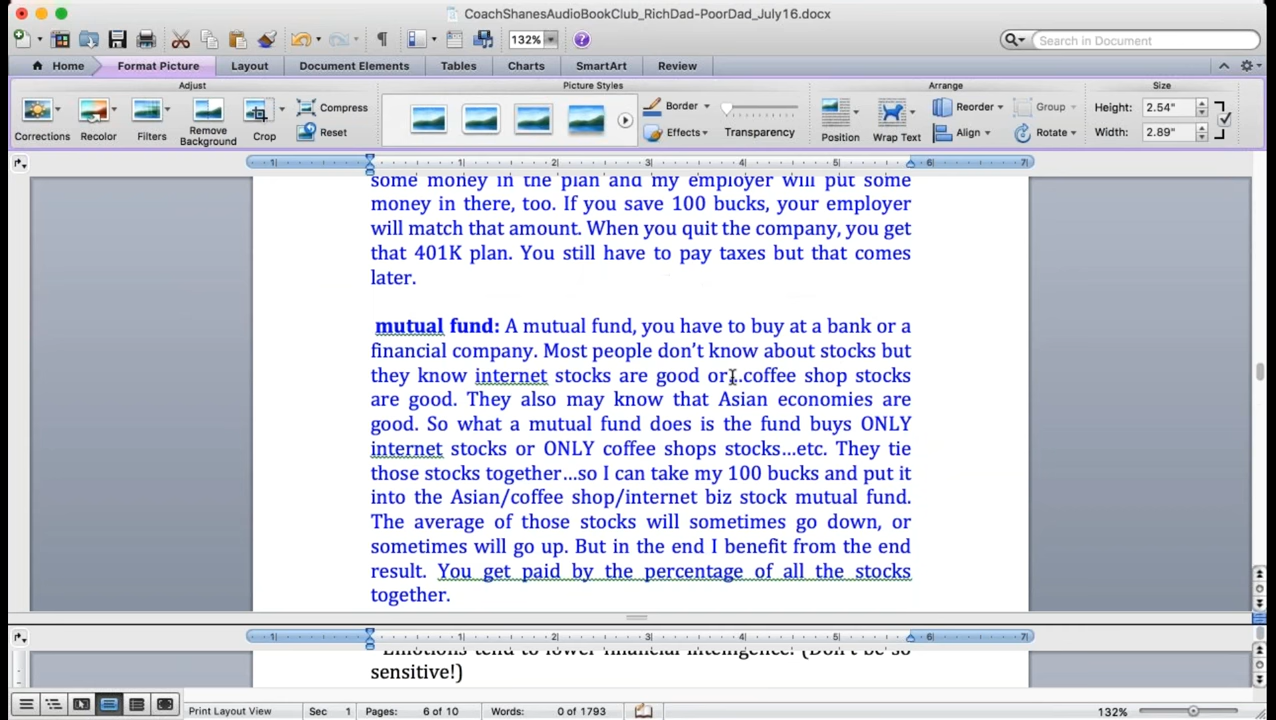 CoachShanesAudioBookClub_RichDad-PoorDad_July16.docx
132%
Search in Document
Home
Format Picture
Layout
Document Elements
Tables
Charts
SmartArt
Review
Adjust
Picture Styles
Arrange
Size
Corrections
Recolor
Filters
Remove Background
Crop
Compress
Reset
Border
Effects
Transparency
Position
Wrap Text
Reorder
Align
Group
Rotate
Height: 2.54"
Width: 2.89"
some money in the plan and my employer will put some
money in there, too. If you save 100 bucks, your employer
will match that amount. When you quit the company, you get
that 401K plan. You still have to pay taxes but that comes
later.
mutual fund: A mutual fund, you have to buy at a bank or a
financial company. Most people don't know about stocks but
they know internet stocks are good or…coffee shop stocks
are good. They also may know that Asian economies are
good. So what a mutual fund does is the fund buys ONLY
internet stocks or ONLY coffee shops stocks…etc. They tie
those stocks together…so I can take my 100 bucks and put it
into the Asian/coffee shop/internet biz stock mutual fund.
The average of those stocks will sometimes go down, or
sometimes will go up. But in the end I benefit from the end
result. You get paid by the percentage of all the stocks
together.
Emotions tend to lower financial intelligence! (Don't be so
sensitive!)
Print Layout View
Sec 1
Pages: 6 of 10
Words: 0 of 1793
132%